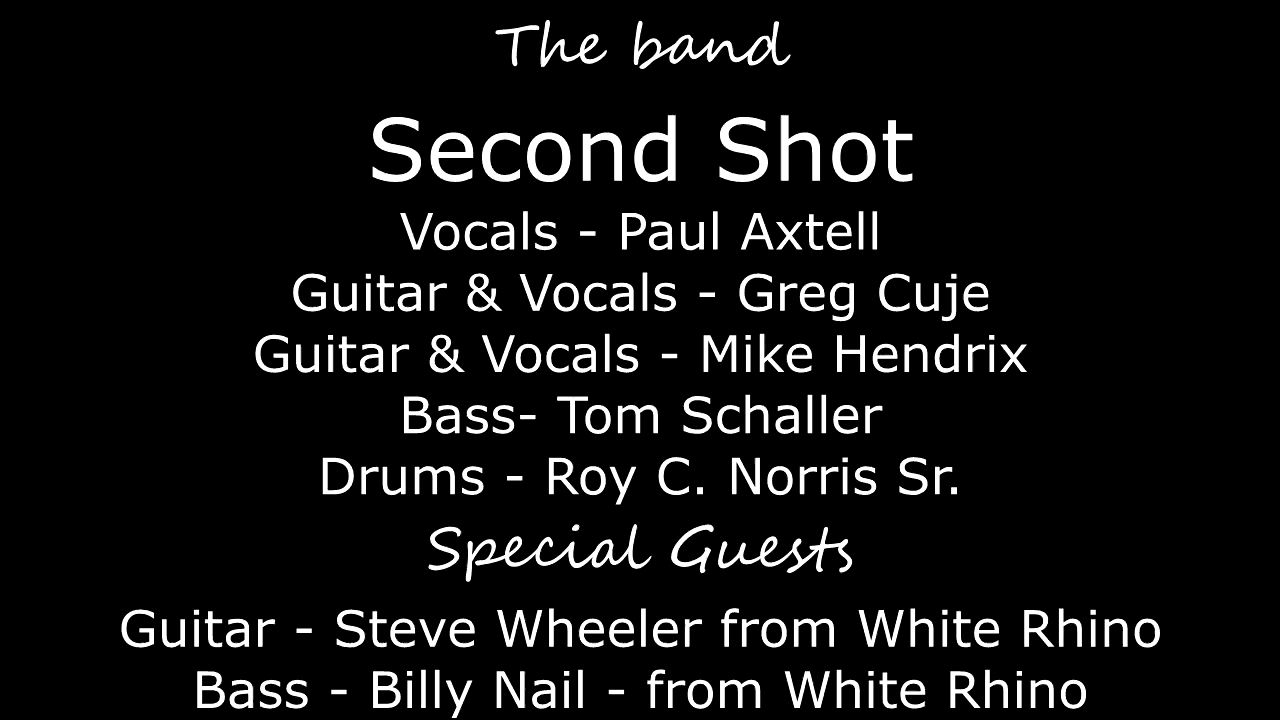 The band
Second Shot
Vocals - Paul Axtell
Guitar & Vocals - Greg Cuje
Guitar & Vocals - Mike Hendrix
Bass- Tom Schaller
Drums - Roy C. Norris Sr.
Special Guests
Guitar - Steve Wheeler from White Rhino
Bass - Billy Nail - from White Rhino